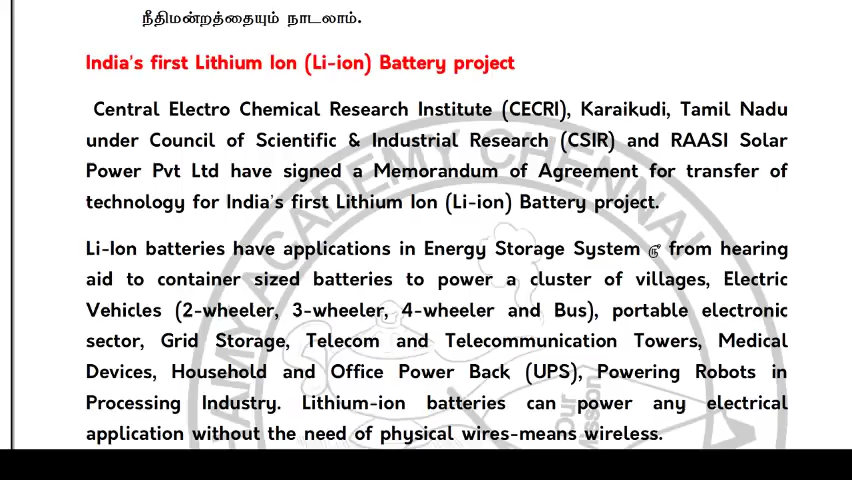 நீதிமன்றத்தையும் நாடலாம்.
India's first Lithium Ion (Li-ion) Battery project
Central Electro Chemical Research Institute (CECRI), Karaikudi, Tamil Nadu
under Council of Scientific & Industrial Research (CSIR) and RAASI Solar
Power Pvt Ltd have signed a Memorandum of Agreement for transfer of
technology for India's first Lithium Ion (Li-ion) Battery project.
Li-Ion batteries have applications in Energy Storage System ரூ from hearing
aid to container sized batteries to power a cluster of villages, Electric
Vehicles (2-wheeler, 3-wheeler, 4-wheeler and Bus), portable electronic
sector, Grid Storage, Telecom and Telecommunication Towers, Medical
Devices, Household and Office Power Back (UPS), Powering Robots in
Processing Industry. Lithium-ion batteries can power any electrical
application without the need of physical wires-means wireless.
ACADEMY CHENNAI
Our